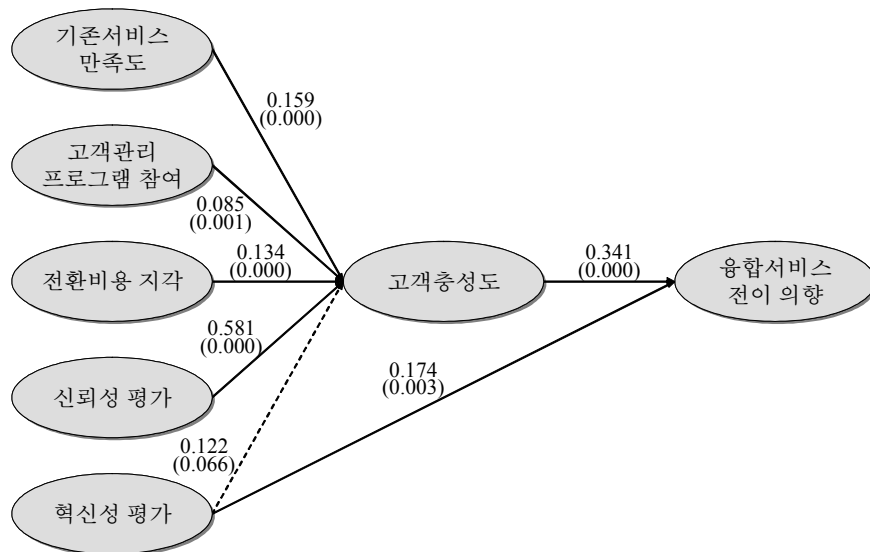 기존서비스
만족도
0.159
(0.000)
고객관리
프로그램 참여
0.085
(0.001)
전환비용 지각
0.134
(0.000)
고객충성도
0.341
(0.000)
융합서비스
전이 의향
신뢰성 평가
0.581
(0.000)
0.174
(0.003)
0.122
(0.066)
혁신성 평가